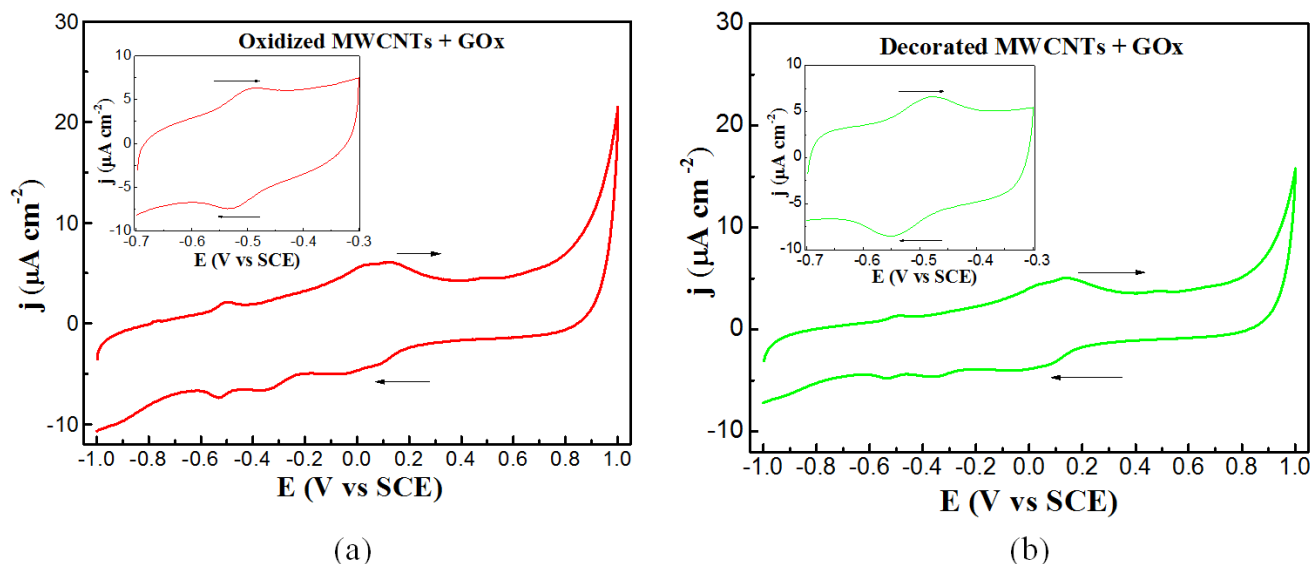 Oxidized MWCNTs + GOx
j (μA cm⁻²)
30
20
10
0
-10
-1.0 -0.8 -0.6 -0.4 -0.2 0.0 0.2 0.4 0.6 0.8 1.0
E (V vs SCE)
j (μA cm⁻²)
10
5
0
-5
-10
-0.7 -0.6 -0.5 -0.4 -0.3
E (V vs SCE)
(a)
Decorated MWCNTs + GOx
j (μA cm⁻²)
30
20
10
0
-10
-1.0 -0.8 -0.6 -0.4 -0.2 0.0 0.2 0.4 0.6 0.8 1.0
E (V vs SCE)
j (μA cm⁻²)
10
5
0
-5
-10
-0.7 -0.6 -0.5 -0.4 -0.3
E (V vs SCE)
(b)